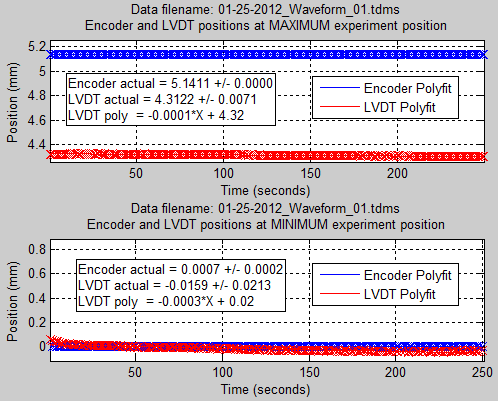 Data filename: 01-25-2012_Waveform_01.tdms
Encoder and LVDT positions at MAXIMUM experiment position
5.2
5
4.8
4.6
4.4
Position (mm)
Encoder actual = 5.1411 +/- 0.0000
LVDT actual = 4.3122 +/- 0.0071
LVDT poly = -0.0001*X + 4.32
Encoder Polyfit
LVDT Polyfit
50 100 150 200
Time (seconds)
Data filename: 01-25-2012_Waveform_01.tdms
Encoder and LVDT positions at MINIMUM experiment position
0.8
0.6
0.4
0.2
0
Position (mm)
Encoder actual = 0.0007 +/- 0.0002
LVDT actual = -0.0159 +/- 0.0213
LVDT poly = -0.0003*X + 0.02
Encoder Polyfit
LVDT Polyfit
50 100 150 200 250
Time (seconds)